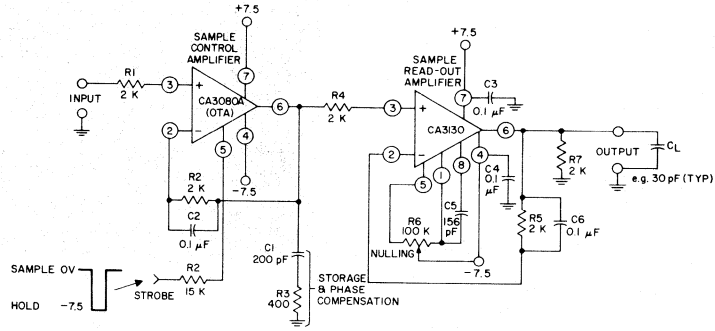 +7.5
SAMPLE
CONTROL
AMPLIFIER
7
R1
2 K
3
+
CA3080A
(OTA)
6
INPUT
2
−
5
4
-7.5
R2
2 K
C2
0.1 µF
SAMPLE 0V
HOLD -7.5
STROBE
R2
15 K
C1
200 pF
R3
400
STORAGE
& PHASE
COMPENSATION
R4
2 K
+7.5
SAMPLE
READ-OUT
AMPLIFIER
7
C3
0.1 µF
3
+
CA3130
6
2
−
5
1
8
4
C4
0.1
µF
R6
100 K
C5
156
pF
NULLING
-7.5
R7
2 K
OUTPUT
CL
e.g. 30 pF (TYP)
R5
2 K
C6
0.1 µF